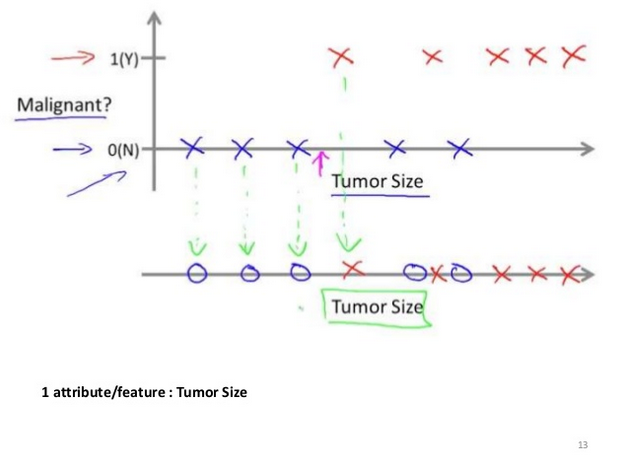 1(Y)
Malignant?
0(N)
Tumor Size
Tumor Size
1 attribute/feature : Tumor Size
13